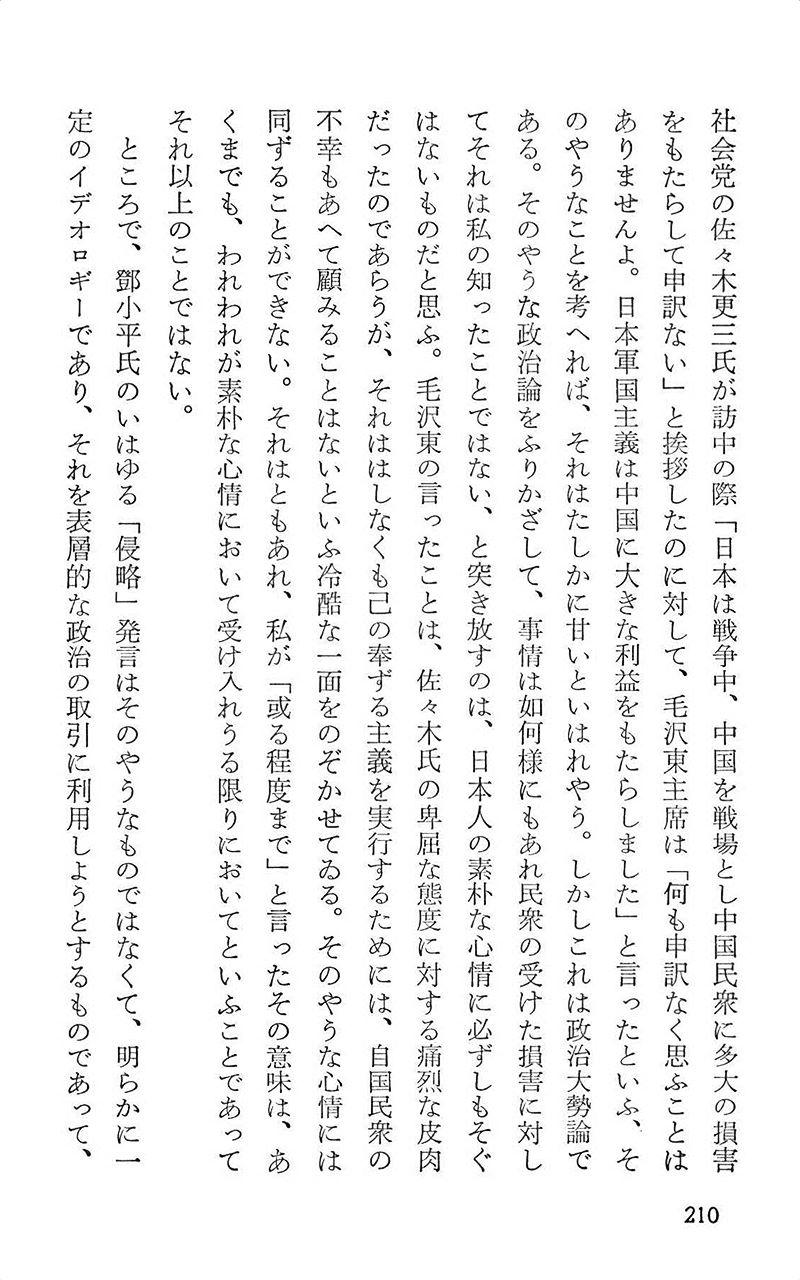 社会党の佐々木更三氏が訪中の際「日本は戦争中、中国を戦場とし中国民衆に多大の損害
をもたらして申訳ない」と挨拶したのに対して、毛沢東主席は「何も申訳なく思ふことは
ありませんよ。日本軍国主義は中国に大きな利益をもたらしました」と言ったといふ、そ
のやうなことを考へれば、それはたしかに甘いといはれやう。しかしこれは政治大勢論で
ある。そのやうな政治論をふりかざして、事情は如何様にもあれ民衆の受けた損害に対し
てそれは私の知ったことではない、と突き放すのは、日本人の素朴な心情に必ずしもそぐ
はないものだと思ふ。毛沢東の言ったことは、佐々木氏の卑屈な態度に対する痛烈な皮肉
だったのであらうが、それははしなくも己の奉ずる主義を実行するためには、自国民衆の
不幸もあへて顧みることはないといふ冷酷な一面をのぞかせてゐる。そのやうな心情には
同ずることができない。それはともあれ、私が「或る程度まで」と言ったその意味は、あ
くまでも、われわれが素朴な心情において受け入れうる限りにおいてといふことであって
それ以上のことではない。
ところで、鄧小平氏のいはゆる「侵略」発言はそのやうなものではなくて、明らかに一
定のイデオロギーであり、それを表層的な政治の取引に利用しようとするものであって、
210